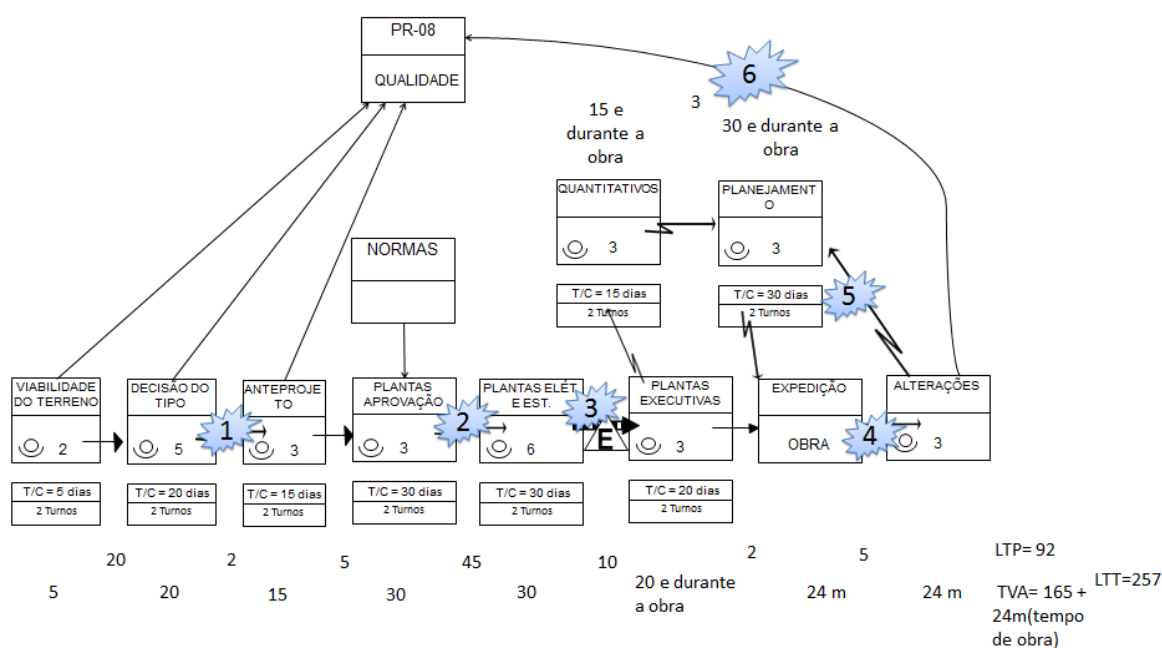 PR-08
QUALIDADE
6
3
15 e
durante a
obra
30 e durante a
obra
QUANTITATIVOS
3
PLANEJAMENT
O
3
NORMAS
T/C = 15 dias
2 Turnos
T/C = 30 dias
2 Turnos
5
VIABILIDADE
DO TERRENO
2
DECISÃO DO
TIPO
5
1
ANTEPROJE
TO
3
PLANTAS
APROVAÇÃO
3
2
PLANTAS ELÉT.
E EST.
6
3
E
PLANTAS
EXECUTIVAS
3
EXPEDIÇÃO
OBRA
4
ALTERAÇÕES
3
T/C = 5 dias
2 Turnos
T/C = 20 dias
2 Turnos
T/C = 15 dias
2 Turnos
T/C = 30 dias
2 Turnos
T/C = 30 dias
2 Turnos
T/C = 20 dias
2 Turnos
20 2 5 45 10 2 5 LTP= 92
5 20 15 30 30 20 e durante
a obra
24 m 24 m TVA= 165 +
24m(tempo
de obra)
LTT=257